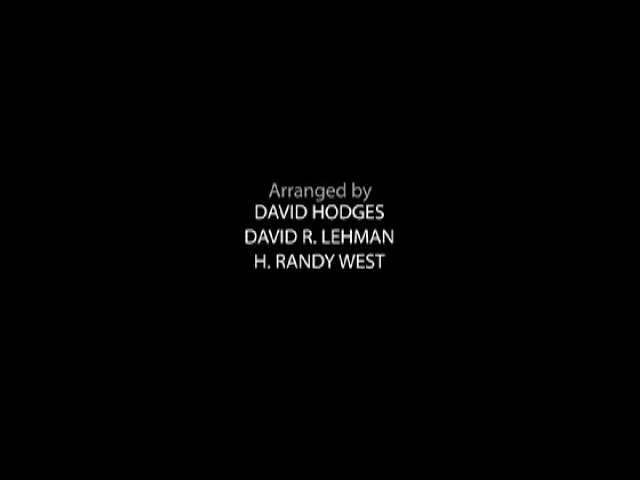 Arranged by
DAVID HODGES
DAVID R. LEHMAN
H. RANDY WEST